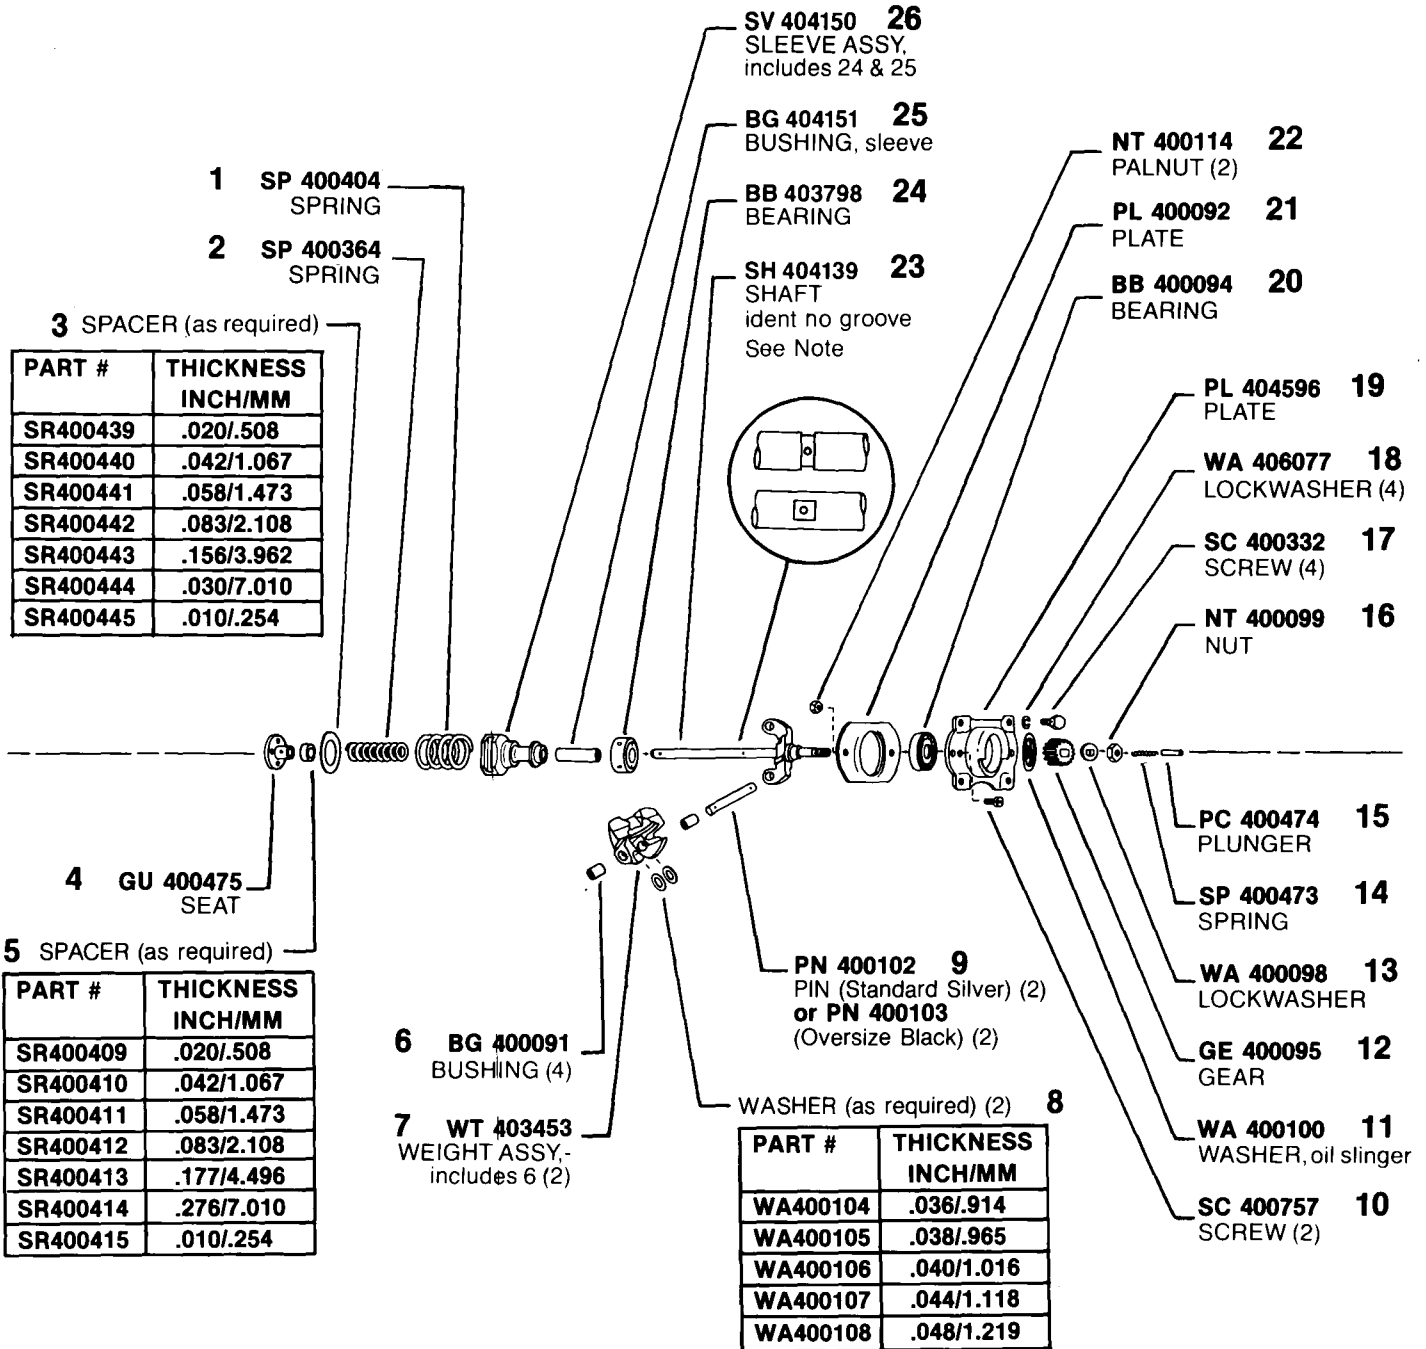 SV 404150 26
SLEEVE ASSY,
includes 24 & 25
BG 404151 25
BUSHING, sleeve
BB 403798 24
BEARING
SH 404139 23
SHAFT
ident no groove
See Note
NT 400114 22
PALNUT (2)
PL 400092 21
PLATE
BB 400094 20
BEARING
PL 404596 19
PLATE
WA 406077 18
LOCKWASHER (4)
SC 400332 17
SCREW (4)
NT 400099 16
NUT
1 SP 400404
SPRING
2 SP 400364
SPRING
3 SPACER (as required)
PART # THICKNESS
INCH/MM
SR400439 .020/.508
SR400440 .042/1.067
SR400441 .058/1.473
SR400442 .083/2.108
SR400443 .156/3.962
SR400444 .030/7.010
SR400445 .010/.254
4 GU 400475
SEAT
5 SPACER (as required)
PART # THICKNESS
INCH/MM
SR400409 .020/.508
SR400410 .042/1.067
SR400411 .058/1.473
SR400412 .083/2.108
SR400413 .177/4.496
SR400414 .276/7.010
SR400415 .010/.254
6 BG 400091
BUSHING (4)
7 WT 403453
WEIGHT ASSY,-
includes 6 (2)
PN 400102 9
PIN (Standard Silver) (2)
or PN 400103
(Oversize Black) (2)
WASHER (as required) (2) 8
PART # THICKNESS
INCH/MM
WA400104 .036/.914
WA400105 .038/.965
WA400106 .040/1.016
WA400107 .044/1.118
WA400108 .048/1.219
PC 400474 15
PLUNGER
SP 400473 14
SPRING
WA 400098 13
LOCKWASHER
GE 400095 12
GEAR
WA 400100 11
WASHER, oil slinger
SC 400757 10
SCREW (2)